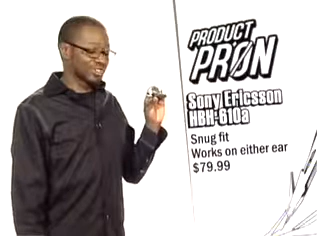 PRODUCT
PRØN
Sony Ericsson
HBH-610a
Snug fit
Works on either ear
$79.99